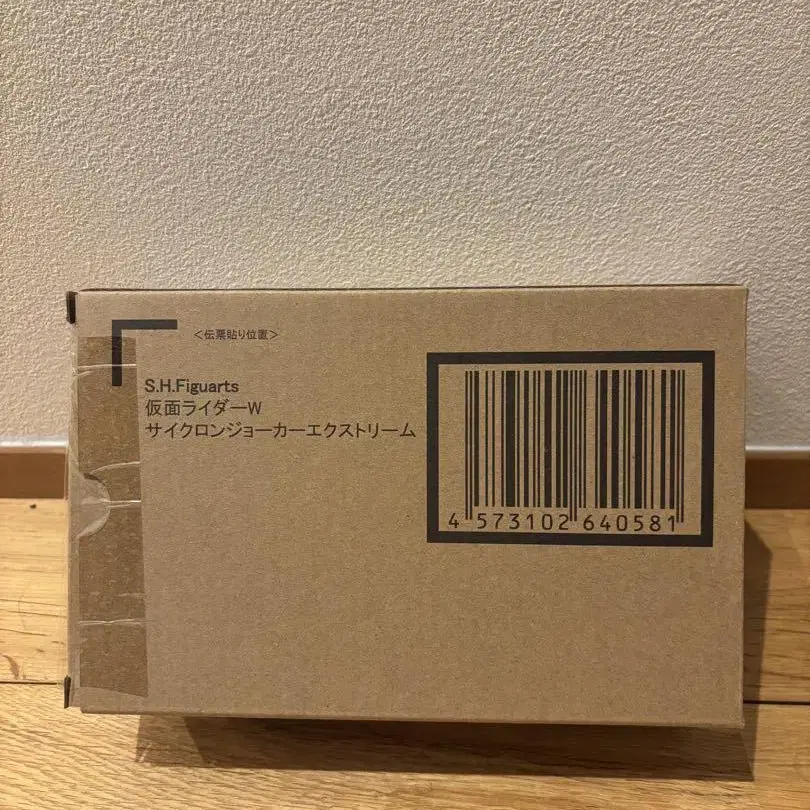 ＜伝票貼り位置＞
S.H.Figuarts
仮面ライダーW
サイクロンジョーカーエクストリーム
4 573102 640581